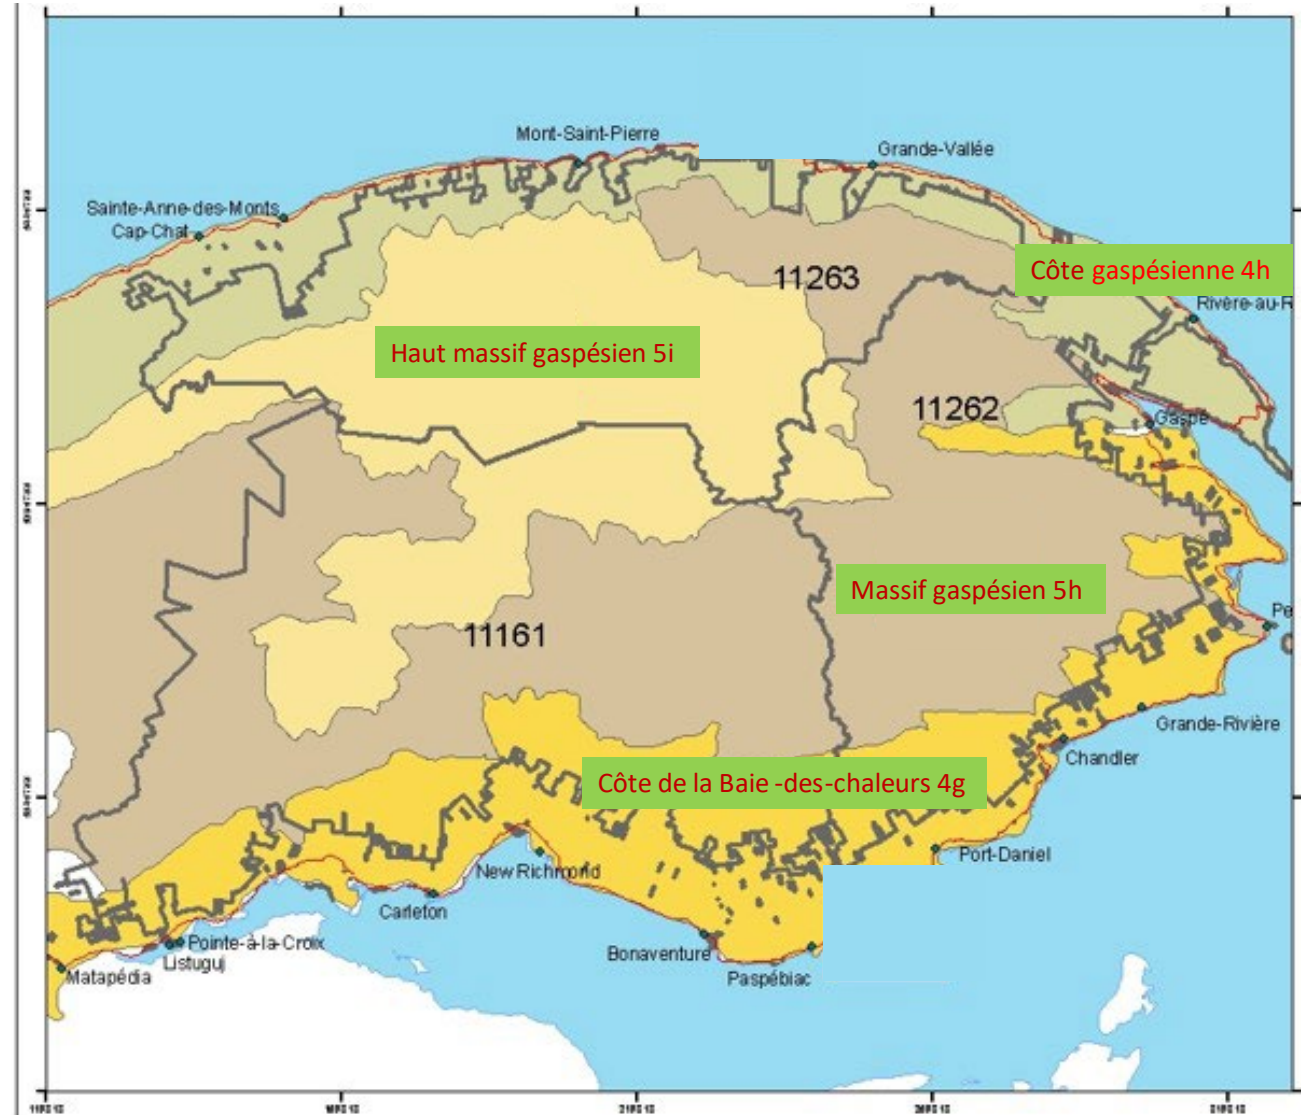 Mont-Saint-Pierre
Grande-Vallée
Sainte-Anne-des-Monts
Cap-Chat
Côte gaspésienne 4h
11263
Rivère-au-R
Haut massif gaspésien 5i
11262
Gaspé
Massif gaspésien 5h
Pe
11161
Grande-Rivière
Chandler
Côte de la Baie -des-chaleurs 4g
Port-Daniel
New Richmond
Carleton
Pointe-à-la-Croix
Listuguj
Bonaventure
Matapédia
Paspébiac